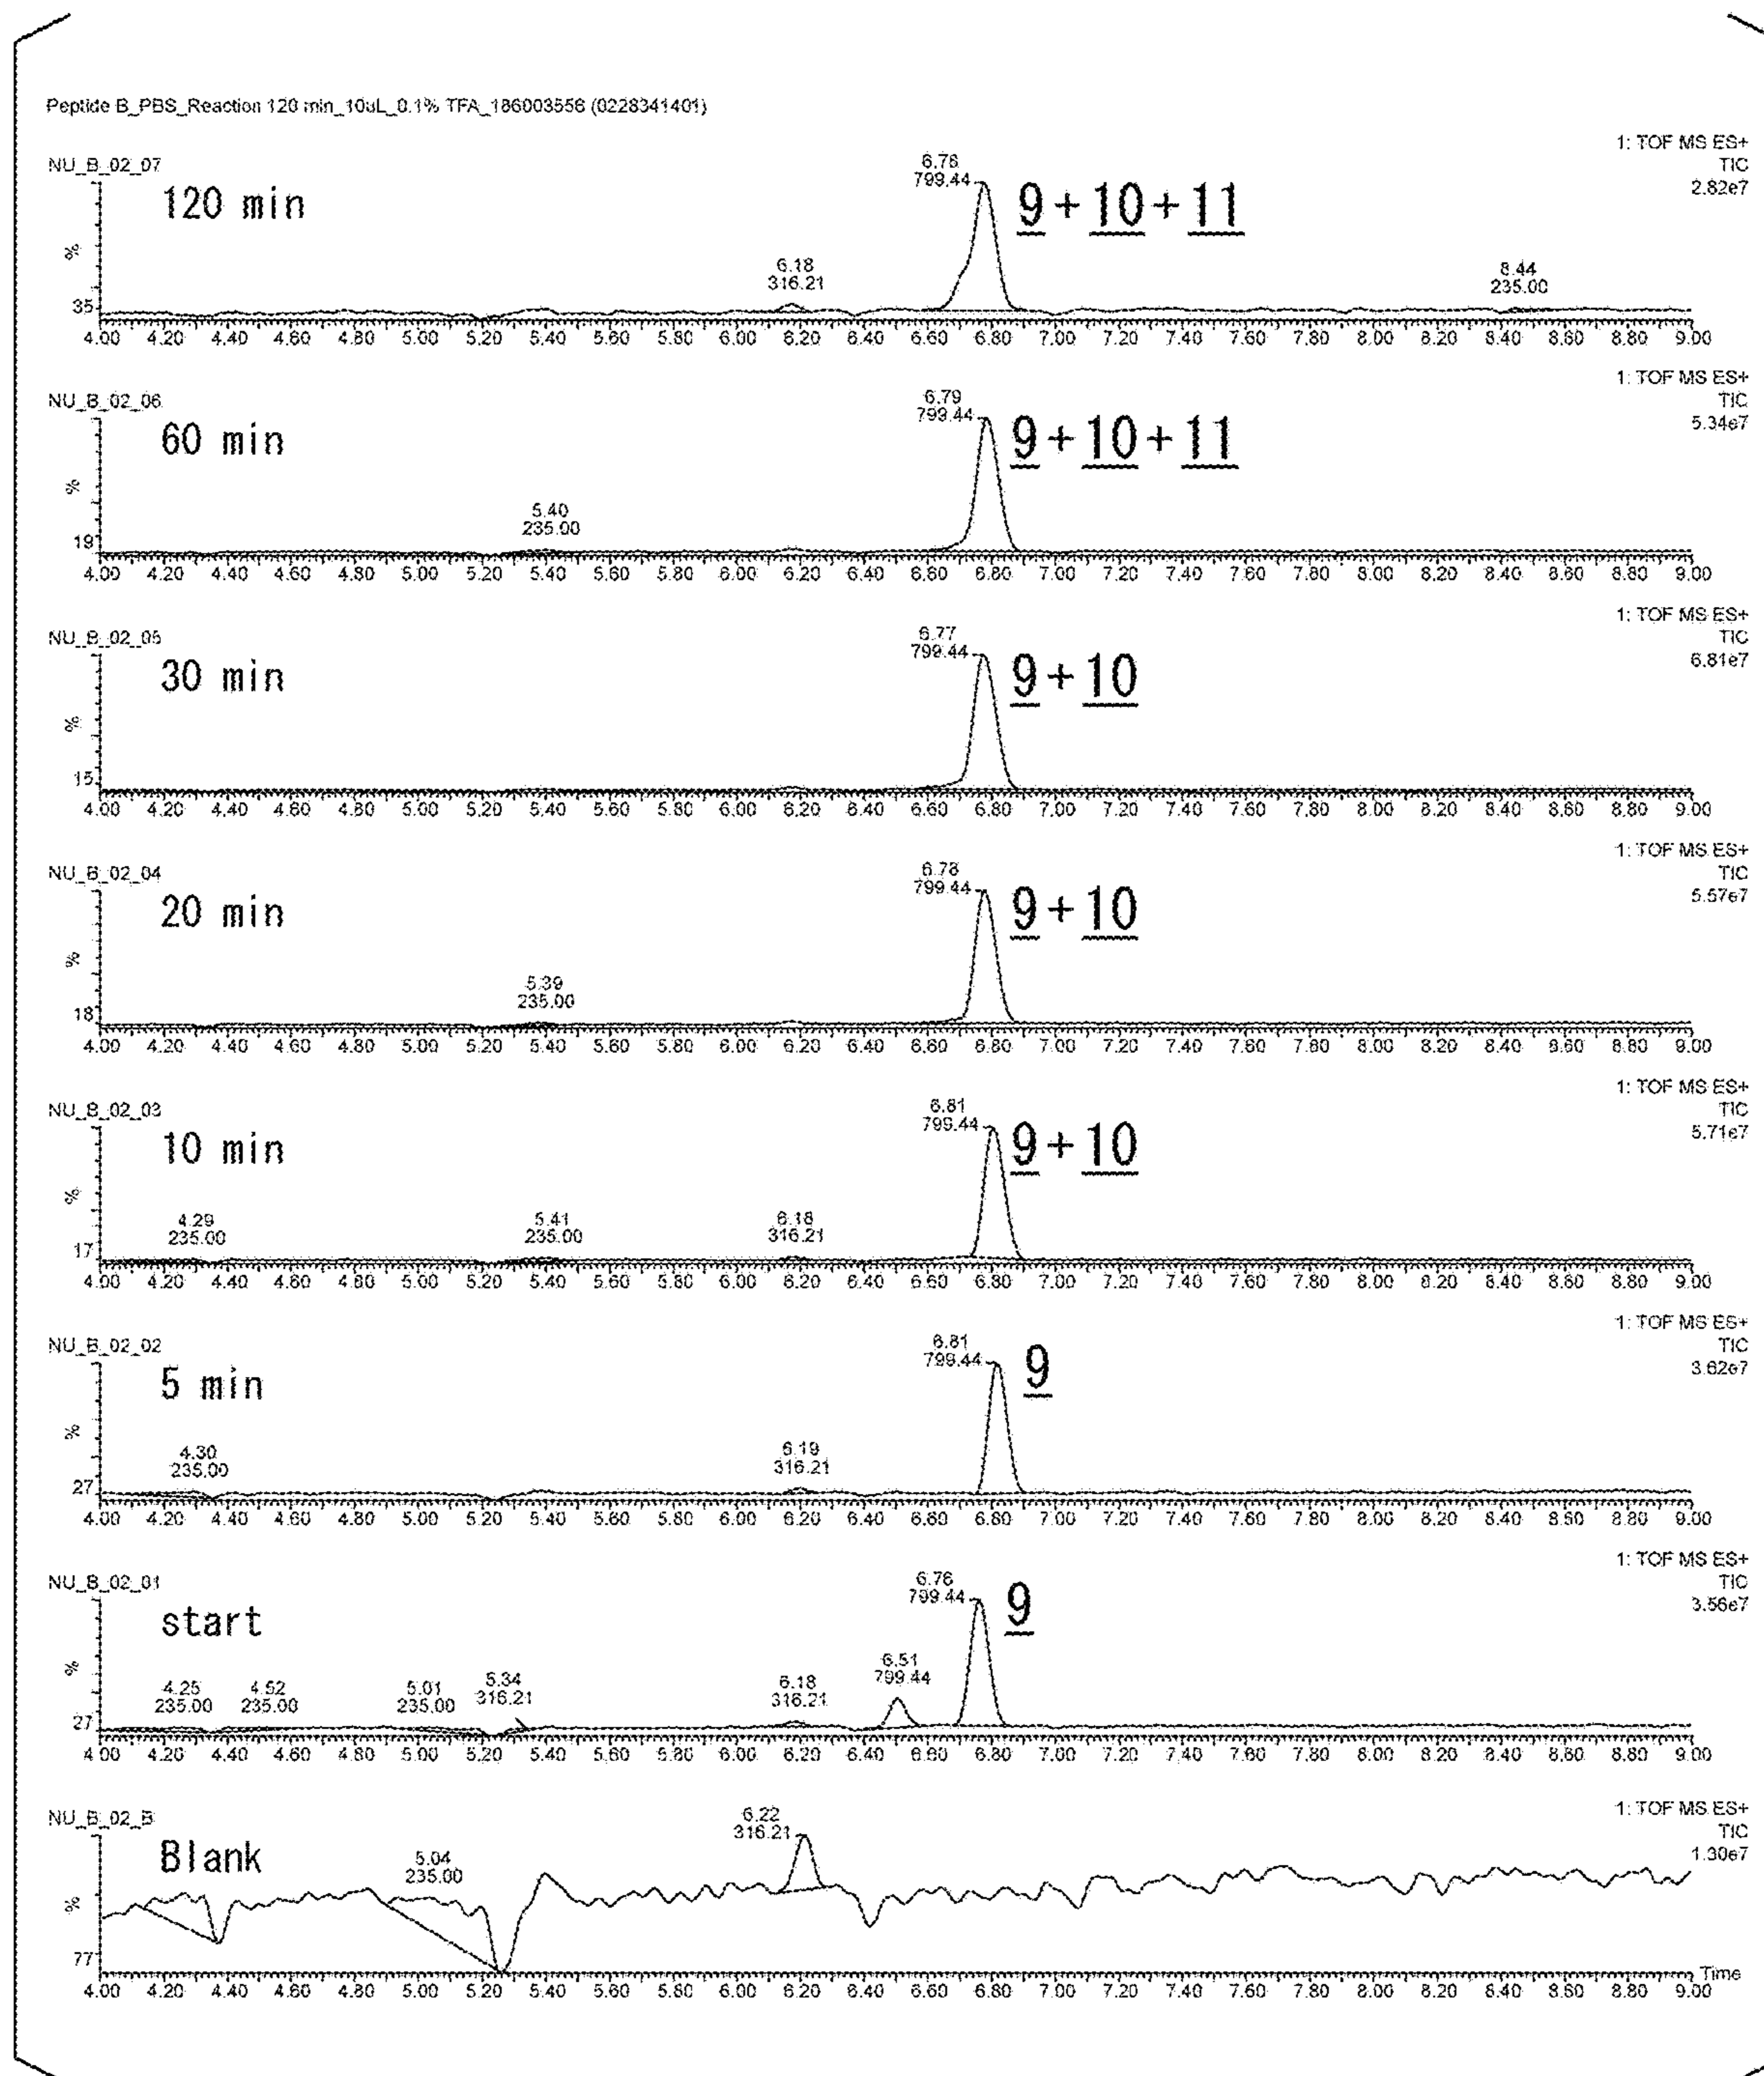 Peptide B_PBS_Reaction 120 min_10uL_0.1% TFA_186003556 (0228341401)
NU_B_02_07
1: TOF MS ES+
TIC
2.82e7
120 min
6.78
799.44
9+10+11
6.18
316.21
8.44
235.00
%
35
4.00 4.20 4.40 4.60 4.80 5.00 5.20 5.40 5.60 5.80 6.00 6.20 6.40 6.60 6.80 7.00 7.20 7.40 7.60 7.80 8.00 8.20 8.40 8.60 8.80 9.00
NU_B_02_06
1: TOF MS ES+
TIC
5.34e7
60 min
6.79
799.44
9+10+11
5.40
235.00
%
19
4.00 4.20 4.40 4.60 4.80 5.00 5.20 5.40 5.60 5.80 6.00 6.20 6.40 6.60 6.80 7.00 7.20 7.40 7.60 7.80 8.00 8.20 8.40 8.60 8.80 9.00
NU_B_02_05
1: TOF MS ES+
TIC
6.81e7
30 min
6.77
799.44
9+10
%
15
4.00 4.20 4.40 4.60 4.80 5.00 5.20 5.40 5.60 5.80 6.00 6.20 6.40 6.60 6.80 7.00 7.20 7.40 7.60 7.80 8.00 8.20 8.40 8.60 8.80 9.00
NU_B_02_04
1: TOF MS ES+
TIC
5.57e7
20 min
6.78
799.44
9+10
5.39
235.00
%
18
4.00 4.20 4.40 4.60 4.80 5.00 5.20 5.40 5.60 5.80 6.00 6.20 6.40 6.60 6.80 7.00 7.20 7.40 7.60 7.80 8.00 8.20 8.40 8.60 8.80 9.00
NU_B_02_03
1: TOF MS ES+
TIC
5.71e7
10 min
6.81
799.44
9+10
4.29
235.00
5.41
235.00
6.18
316.21
%
17
4.00 4.20 4.40 4.60 4.80 5.00 5.20 5.40 5.60 5.80 6.00 6.20 6.40 6.60 6.80 7.00 7.20 7.40 7.60 7.80 8.00 8.20 8.40 8.60 8.80 9.00
NU_B_02_02
1: TOF MS ES+
TIC
3.62e7
5 min
6.81
799.44
9
4.30
235.00
6.19
316.21
%
27
4.00 4.20 4.40 4.60 4.80 5.00 5.20 5.40 5.60 5.80 6.00 6.20 6.40 6.60 6.80 7.00 7.20 7.40 7.60 7.80 8.00 8.20 8.40 8.60 8.80 9.00
NU_B_02_01
1: TOF MS ES+
TIC
3.56e7
start
6.76
799.44
9
4.25
235.00
4.52
235.00
5.01
235.00
5.34
316.21
6.18
316.21
6.51
799.44
%
27
4.00 4.20 4.40 4.60 4.80 5.00 5.20 5.40 5.60 5.80 6.00 6.20 6.40 6.60 6.80 7.00 7.20 7.40 7.60 7.80 8.00 8.20 8.40 8.60 8.80 9.00
NU_B_02_B
1: TOF MS ES+
TIC
1.30e7
Blank
5.04
235.00
6.22
316.21
%
77
Time
4.00 4.20 4.40 4.60 4.80 5.00 5.20 5.40 5.60 5.80 6.00 6.20 6.40 6.60 6.80 7.00 7.20 7.40 7.60 7.80 8.00 8.20 8.40 8.60 8.80 9.00